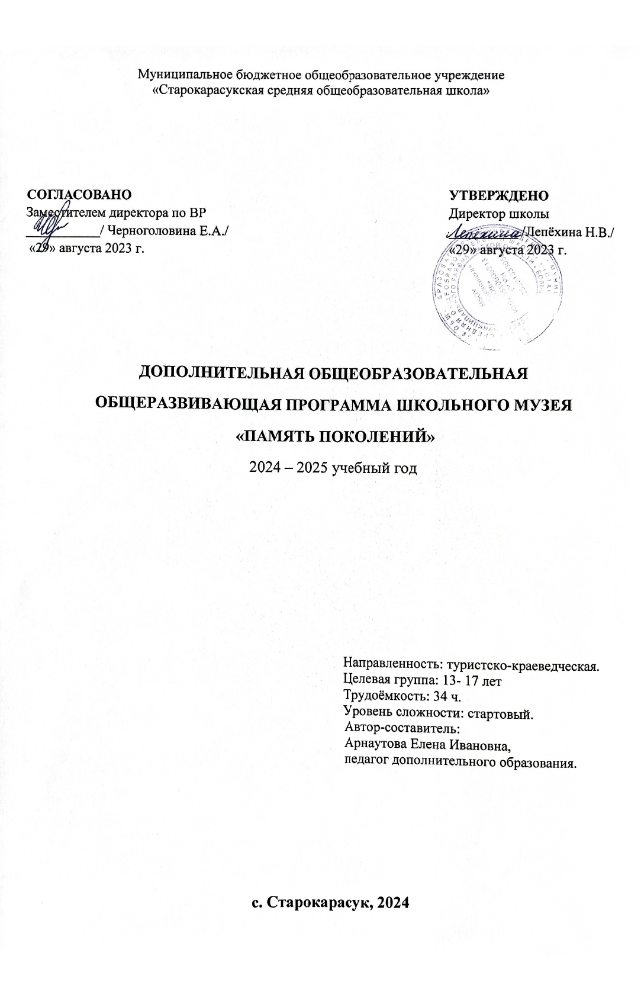 Муниципальное бюджетное общеобразовательное учреждение
«Старокарасукская средняя общеобразовательная школа»
СОГЛАСОВАНО
Заместителем директора по ВР
___________/ Черноголовина Е.А./
«29» августа 2023 г.
УТВЕРЖДЕНО
Директор школы
Лепёхина/Лепёхина Н.В./
«29» августа 2023 г.
МБОУ
ДОПОЛНИТЕЛЬНАЯ ОБЩЕОБРАЗОВАТЕЛЬНАЯ
ОБЩЕРАЗВИВАЮЩАЯ ПРОГРАММА ШКОЛЬНОГО МУЗЕЯ
«ПАМЯТЬ ПОКОЛЕНИЙ»
2024 – 2025 учебный год
Направленность: туристско-краеведческая.
Целевая группа: 13- 17 лет
Трудоёмкость: 34 ч.
Уровень сложности: стартовый.
Автор-составитель:
Арнаутова Елена Ивановна,
педагог дополнительного образования.
с. Старокарасук, 2024